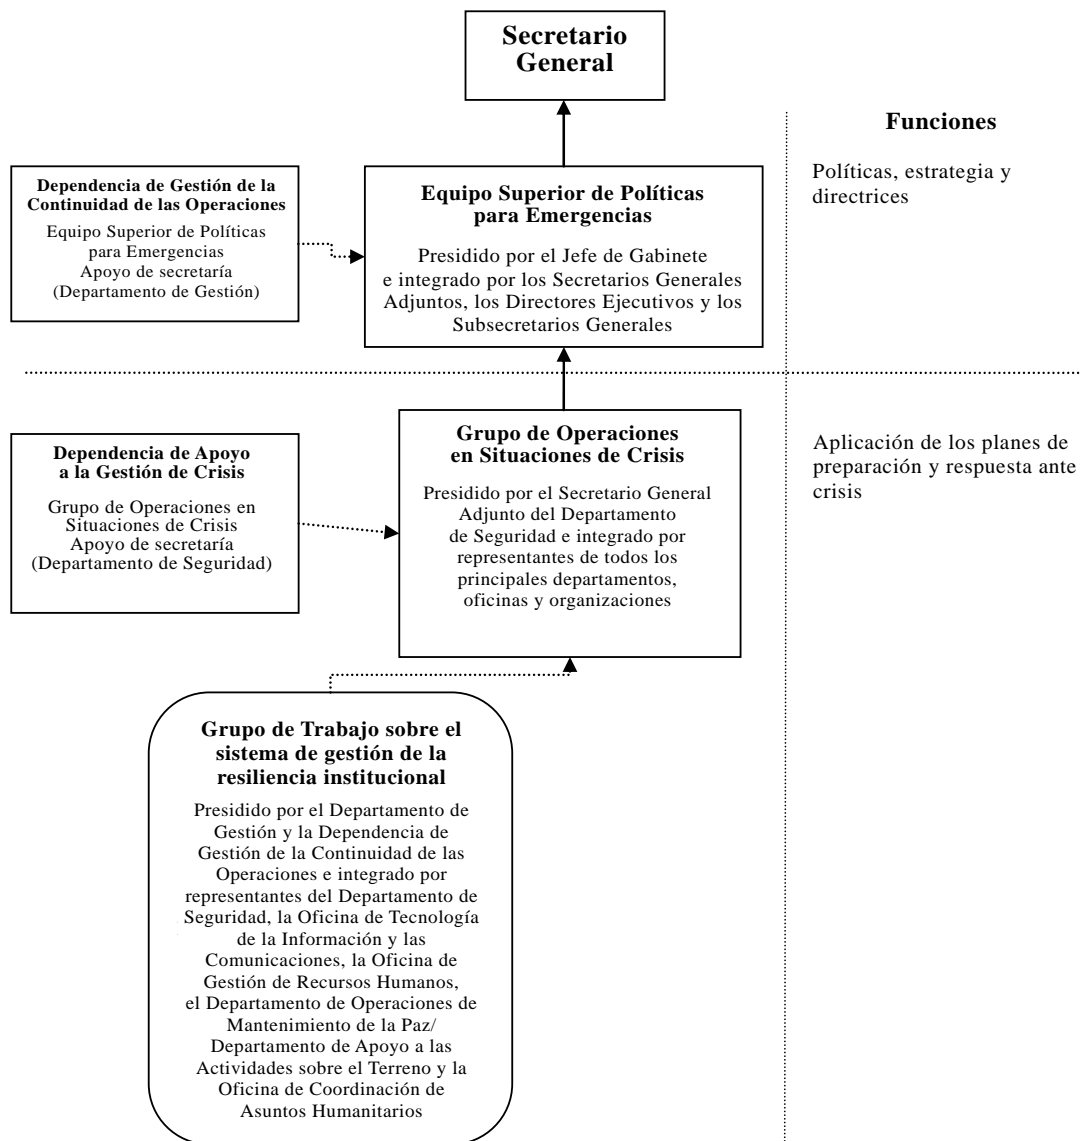 Secretario
General
Funciones
Políticas, estrategia y
directrices
Dependencia de Gestión de la
Continuidad de las Operaciones
Equipo Superior de Políticas
para Emergencias
Apoyo de secretaría
(Departamento de Gestión)
Equipo Superior de Políticas
para Emergencias
Presidido por el Jefe de Gabinete
e integrado por los Secretarios Generales
Adjuntos, los Directores Ejecutivos y los
Subsecretarios Generales
Dependencia de Apoyo
a la Gestión de Crisis
Grupo de Operaciones en
Situaciones de Crisis
Apoyo de secretaría
(Departamento de Seguridad)
Grupo de Operaciones
en Situaciones de Crisis
Presidido por el Secretario General
Adjunto del Departamento
de Seguridad e integrado por
representantes de todos los
principales departamentos,
oficinas y organizaciones
Aplicación de los planes de
preparación y respuesta ante
crisis
Grupo de Trabajo sobre el
sistema de gestión de la
resiliencia institucional
Presidido por el Departamento de
Gestión y la Dependencia de
Gestión de la Continuidad de las
Operaciones e integrado por
representantes del Departamento de
Seguridad, la Oficina de Tecnología
de la Información y las
Comunicaciones, la Oficina de
Gestión de Recursos Humanos,
el Departamento de Operaciones de
Mantenimiento de la Paz/
Departamento de Apoyo a las
Actividades sobre el Terreno y la
Oficina de Coordinación de
Asuntos Humanitarios